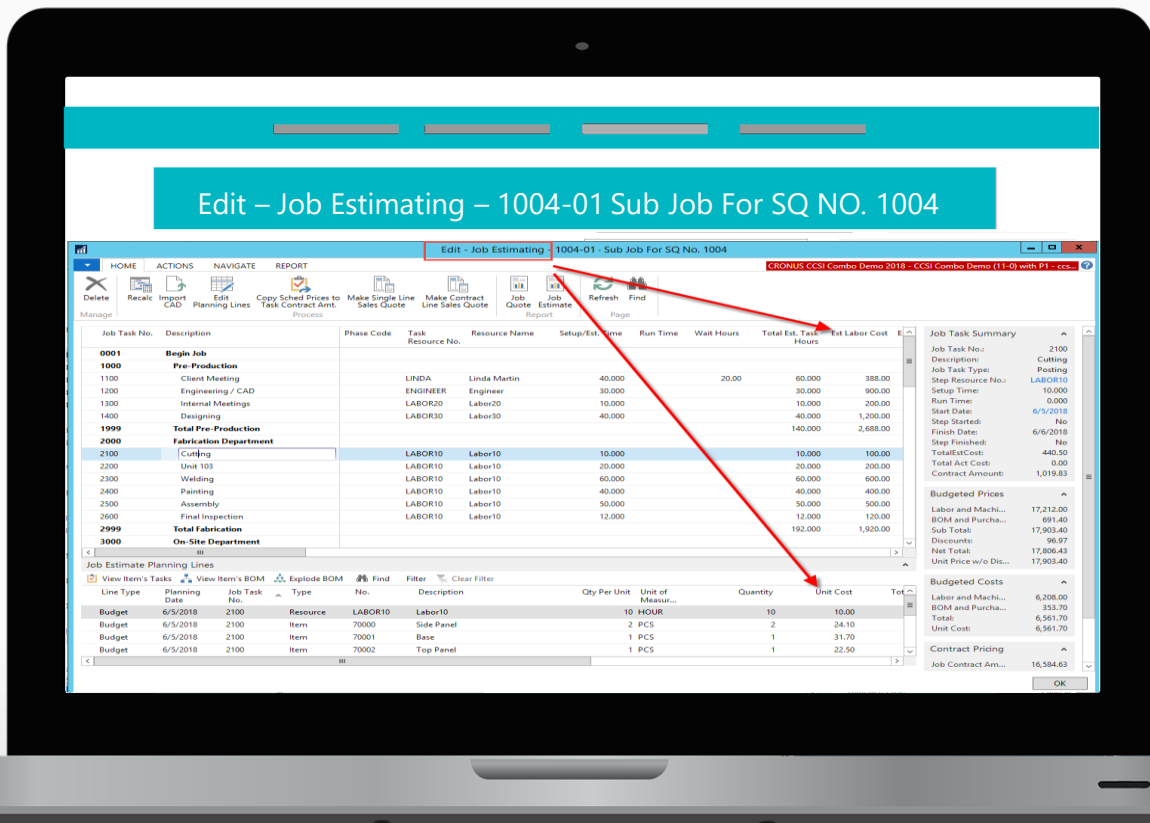 Edit – Job Estimating – 1004-01 Sub Job For SQ NO. 1004
Edit - Job Estimating - 1004-01 · Sub Job For SQ No. 1004
HOME ACTIONS NAVIGATE REPORT
CRONUS CCSI Combo Demo 2018 - CCSI Combo Demo (11-0) with P1 - ccs...
Delete Recalc Import CAD Edit Planning Lines Copy Sched Prices to Task Contract Amt. Make Single Line Sales Quote Make Contract Line Sales Quote Job Quote Job Estimate Refresh Find
Manage Process Report Page
Job Task No. Description Phase Code Task Resource No. Resource Name Setup/Est. Time Run Time Wait Hours Total Est. Task Hours Est Labor Cost E
0001 Begin Job
1000 Pre-Production
1100 Client Meeting LINDA Linda Martin 40.000 20.00 60.000 388.00
1200 Engineering / CAD ENGINEER Engineer 30.000 30.000 900.00
1300 Internal Meetings LABOR20 Labor20 10.000 10.000 200.00
1400 Designing LABOR30 Labor30 40.000 40.000 1,200.00
1999 Total Pre-Production 140.000 2,688.00
2000 Fabrication Department
2100 Cutting LABOR10 Labor10 10.000 10.000 100.00
2200 Unit 103 LABOR10 Labor10 20.000 20.000 200.00
2300 Welding LABOR10 Labor10 60.000 60.000 600.00
2400 Painting LABOR10 Labor10 40.000 40.000 400.00
2500 Assembly LABOR10 Labor10 50.000 50.000 500.00
2600 Final Inspection LABOR10 Labor10 12.000 12.000 120.00
2999 Total Fabrication 192.000 1,920.00
3000 On-Site Department
Job Estimate Planning Lines
View Item's Tasks View Item's BOM Explode BOM Find Filter Clear Filter
Line Type Planning Date Job Task No. Type No. Description Qty Per Unit Unit of Measur... Quantity Unit Cost Tot
Budget 6/5/2018 2100 Resource LABOR10 Labor10 10 HOUR 10 10.00
Budget 6/5/2018 2100 Item 70000 Side Panel 2 PCS 2 24.10
Budget 6/5/2018 2100 Item 70001 Base 1 PCS 1 31.70
Budget 6/5/2018 2100 Item 70002 Top Panel 1 PCS 1 22.50
Job Task Summary
Job Task No.: 2100
Description: Cutting
Job Task Type: Posting
Step Resource No.: LABOR10
Setup Time: 10.000
Run Time: 0.000
Start Date: 6/5/2018
Step Started: No
Finish Date: 6/6/2018
Step Finished: No
TotalEstCost: 440.50
Total Act Cost: 0.00
Contract Amount: 1,019.83
Budgeted Prices
Labor and Machi... 17,212.00
BOM and Purcha... 691.40
Sub Total: 17,903.40
Discounts: 96.97
Net Total: 17,806.43
Unit Price w/o Dis... 17,903.40
Budgeted Costs
Labor and Machi... 6,208.00
BOM and Purcha... 353.70
Total: 6,561.70
Unit Cost: 6,561.70
Contract Pricing
Job Contract Am... 16,584.63
OK